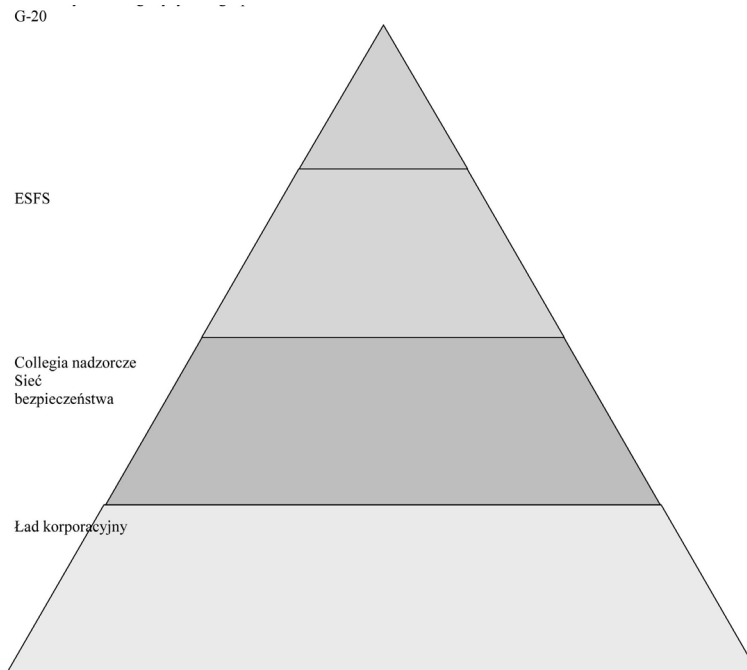 G-20
ESFS
Collegia nadzorcze
Sieć
bezpieczeństwa
Ład korporacyjny